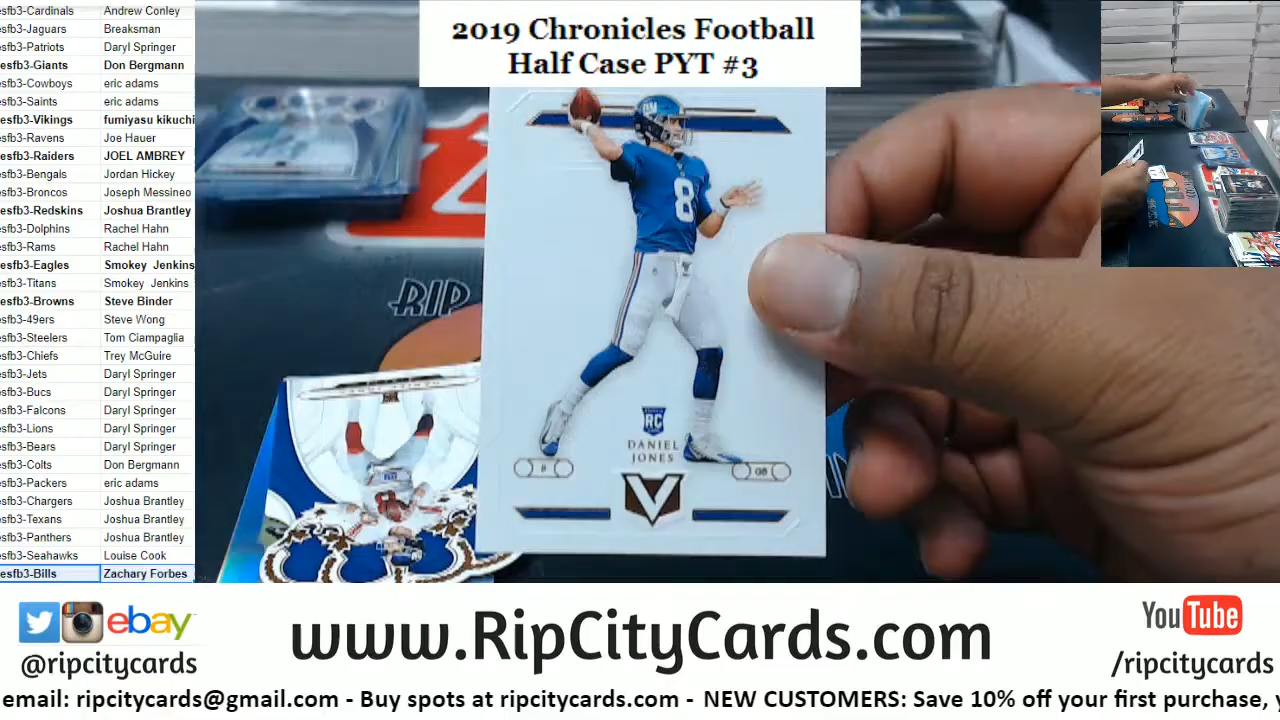 2019 Chronicles Football
Half Case PYT #3
esfb3-Cardinals Andrew Conley
esfb3-Jaguars Breaksman
esfb3-Patriots Daryl Springer
esfb3-Giants Don Bergmann
esfb3-Cowboys eric adams
esfb3-Saints eric adams
esfb3-Vikings fumiyasu kikuchi
esfb3-Ravens Joe Hauer
esfb3-Raiders JOEL AMBREY
esfb3-Bengals Jordan Hickey
esfb3-Broncos Joseph Messineo
esfb3-Redskins Joshua Brantley
esfb3-Dolphins Rachel Hahn
esfb3-Rams Rachel Hahn
esfb3-Eagles Smokey Jenkins
esfb3-Titans Smokey Jenkins
esfb3-Browns Steve Binder
esfb3-49ers Steve Wong
esfb3-Steelers Tom Ciampaglia
esfb3-Chiefs Trey McGuire
esfb3-Jets Daryl Springer
esfb3-Bucs Daryl Springer
esfb3-Falcons Daryl Springer
esfb3-Lions Daryl Springer
esfb3-Bears Daryl Springer
esfb3-Colts Don Bergmann
esfb3-Packers eric adams
esfb3-Chargers Joshua Brantley
esfb3-Texans Joshua Brantley
esfb3-Panthers Joshua Brantley
esfb3-Seahawks Louise Cook
esfb3-Bills Zachary Forbes
RIP
8
RC
DANIEL
JONES
QB
V
ebay
@ripcitycards
www.RipCityCards.com
YouTube
/ripcitycards
email: ripcitycards@gmail.com - Buy spots at ripcitycards.com - NEW CUSTOMERS: Save 10% off your first purchase,